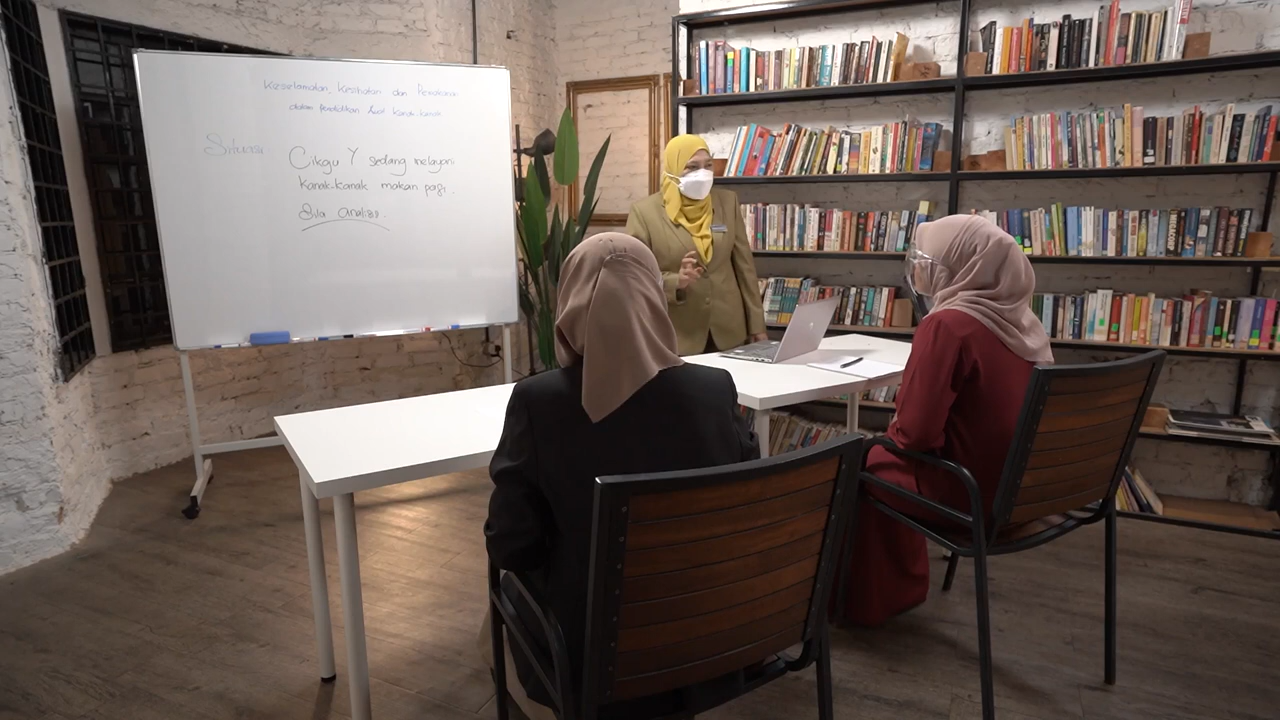 Keselamatan, Kesihatan dan Pemakanan
dalam Pendidikan Awal Kanak-kanak
Situasi
Cikgu Y sedang melayani
Kanak-Kanak makan pagi.
Sila analisis.